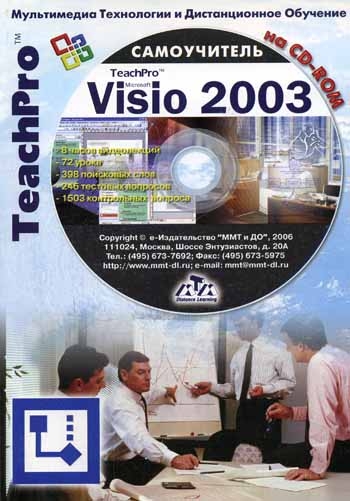 Мультимедиа Технологии и Дистанционное Обучение
TeachPro™
САМОУЧИТЕЛЬ
на CD-ROM
TeachPro™
Microsoft
Visio 2003
- 8 часов видеолекций
- 72 урока
- 398 поисковых слов
- 246 тестовых вопросов
- 1503 контрольных вопроса
Copyright © е-Издательство "ММТ и ДО", 2006
111024, Москва, Шоссе Энтузиастов, д. 20А
Тел.: (495) 673-7692; Факс: (495) 673-5975
http://www.mmt-dl.ru; e-mail: mmt@mmt-dl.ru
Distance Learning